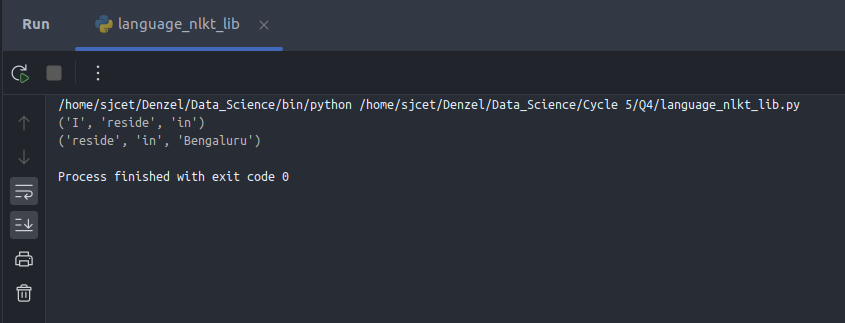 Run language_nlkt_lib
/home/sjcet/Denzel/Data_Science/bin/python /home/sjcet/Denzel/Data_Science/Cycle 5/Q4/language_nlkt_lib.py
('I', 'reside', 'in')
('reside', 'in', 'Bengaluru')
Process finished with exit code 0